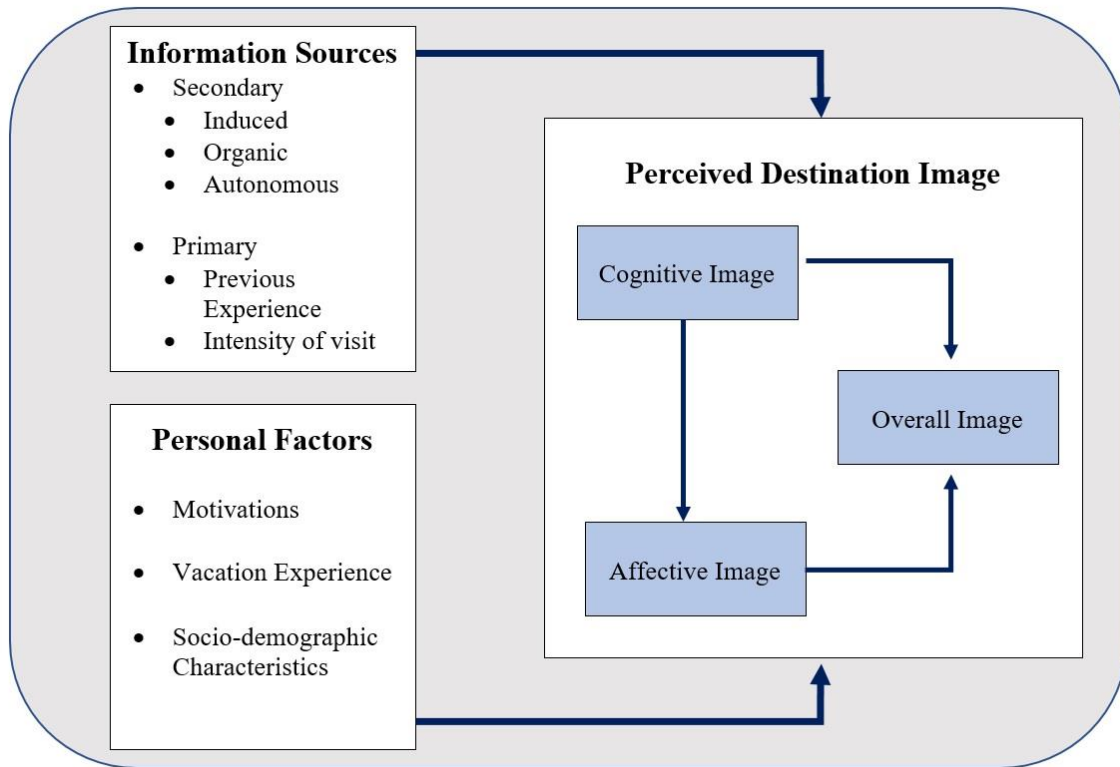 Information Sources
• Secondary
• Induced
• Organic
• Autonomous
• Primary
• Previous
Experience
• Intensity of visit
Personal Factors
• Motivations
• Vacation Experience
• Socio-demographic
Characteristics
Perceived Destination Image
Cognitive Image
Overall Image
Affective Image